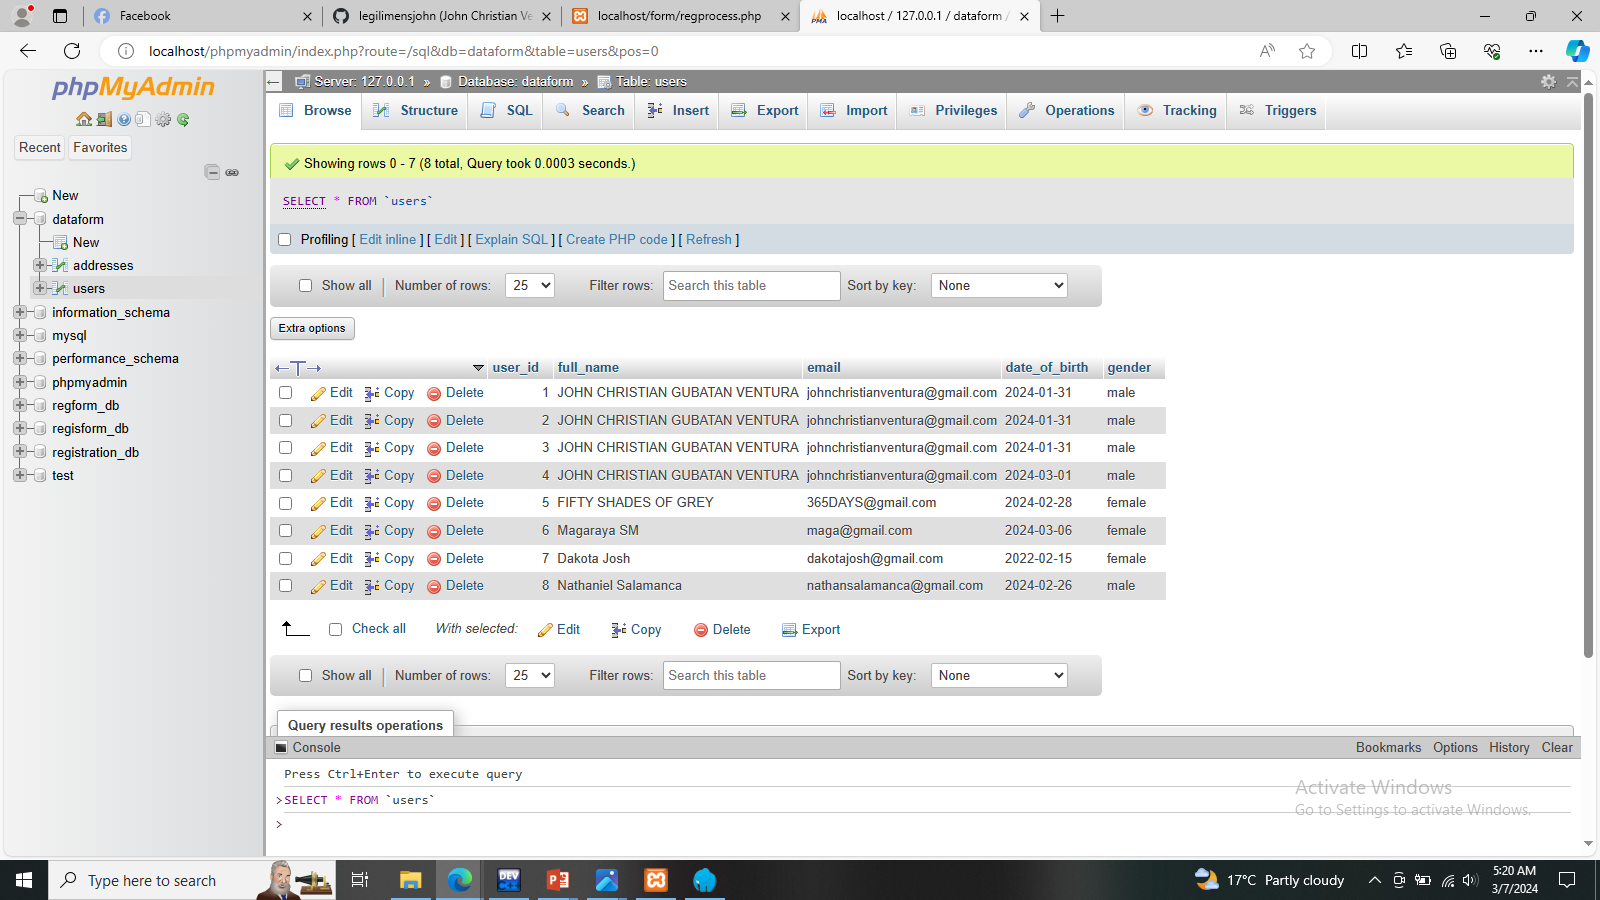 Facebook
legilimensjohn (John Christian Ve
localhost/form/regprocess.php
localhost / 127.0.0.1 / dataform /
localhost/phpmyadmin/index.php?route=/sql&db=dataform&table=users&pos=0
phpMyAdmin
Recent Favorites
New
dataform
New
addresses
users
information_schema
mysql
performance_schema
phpmyadmin
regform_db
regisform_db
registration_db
test
Server: 127.0.0.1 » Database: dataform » Table: users
Browse Structure SQL Search Insert Export Import Privileges Operations Tracking Triggers
Showing rows 0 - 7 (8 total, Query took 0.0003 seconds.)
SELECT * FROM `users`
Profiling [ Edit inline ] [ Edit ] [ Explain SQL ] [ Create PHP code ] [ Refresh ]
Show all Number of rows: 25 Filter rows: Search this table Sort by key: None
Extra options
user_id full_name email date_of_birth gender
Edit Copy Delete 1 JOHN CHRISTIAN GUBATAN VENTURA johnchristianventura@gmail.com 2024-01-31 male
Edit Copy Delete 2 JOHN CHRISTIAN GUBATAN VENTURA johnchristianventura@gmail.com 2024-01-31 male
Edit Copy Delete 3 JOHN CHRISTIAN GUBATAN VENTURA johnchristianventura@gmail.com 2024-01-31 male
Edit Copy Delete 4 JOHN CHRISTIAN GUBATAN VENTURA johnchristianventura@gmail.com 2024-03-01 male
Edit Copy Delete 5 FIFTY SHADES OF GREY 365DAYS@gmail.com 2024-02-28 female
Edit Copy Delete 6 Magaraya SM maga@gmail.com 2024-03-06 female
Edit Copy Delete 7 Dakota Josh dakotajosh@gmail.com 2022-02-15 female
Edit Copy Delete 8 Nathaniel Salamanca nathansalamanca@gmail.com 2024-02-26 male
Check all With selected: Edit Copy Delete Export
Show all Number of rows: 25 Filter rows: Search this table Sort by key: None
Query results operations
Console Bookmarks Options History Clear
Press Ctrl+Enter to execute query
>SELECT * FROM `users`
>
Activate Windows
Go to Settings to activate Windows.
Type here to search
DEV
17°C Partly cloudy
5:20 AM
3/7/2024